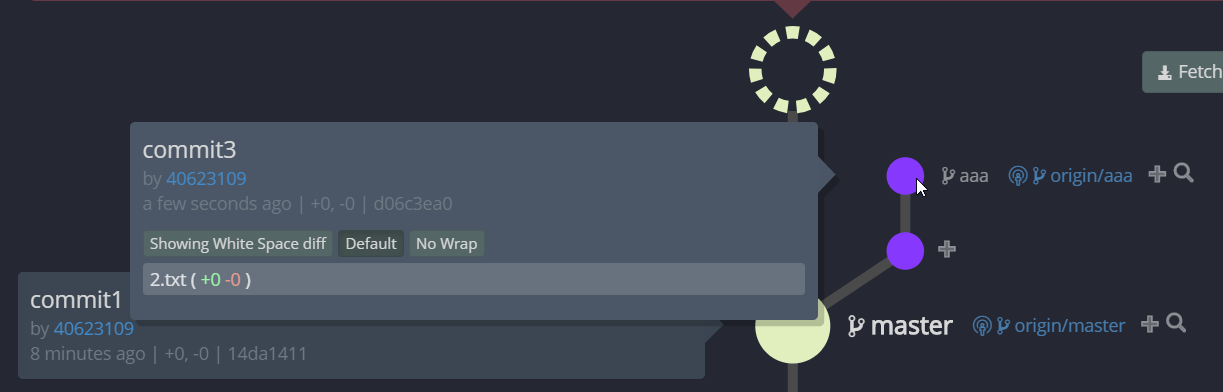 Fetch
commit3
by 40623109
a few seconds ago | +0, -0 | d06c3ea0
Showing White Space diff Default No Wrap
2.txt ( +0 -0 )
aaa origin/aaa
commit1
by 40623109
8 minutes ago | +0, -0 | 14da1411
master origin/master